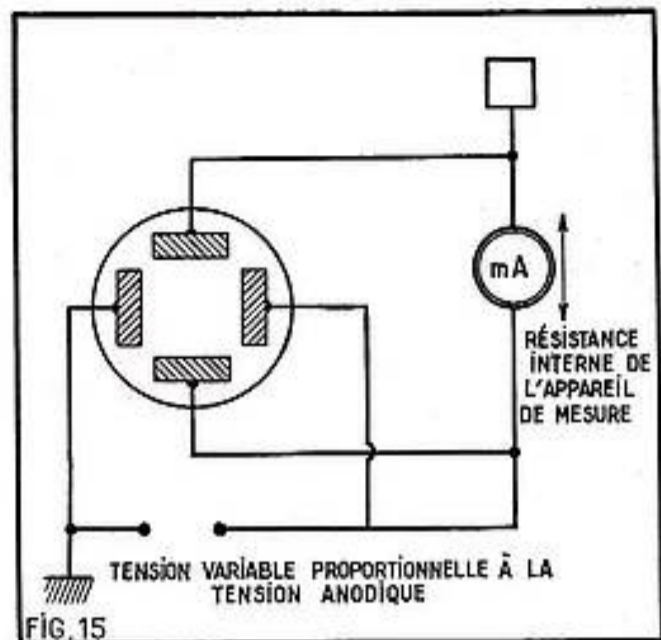 mA
RÉSISTANCE
INTERNE DE
L'APPAREIL
DE MESURE
TENSION VARIABLE PROPORTIONNELLE À LA
TENSION ANODIQUE
FIG.15